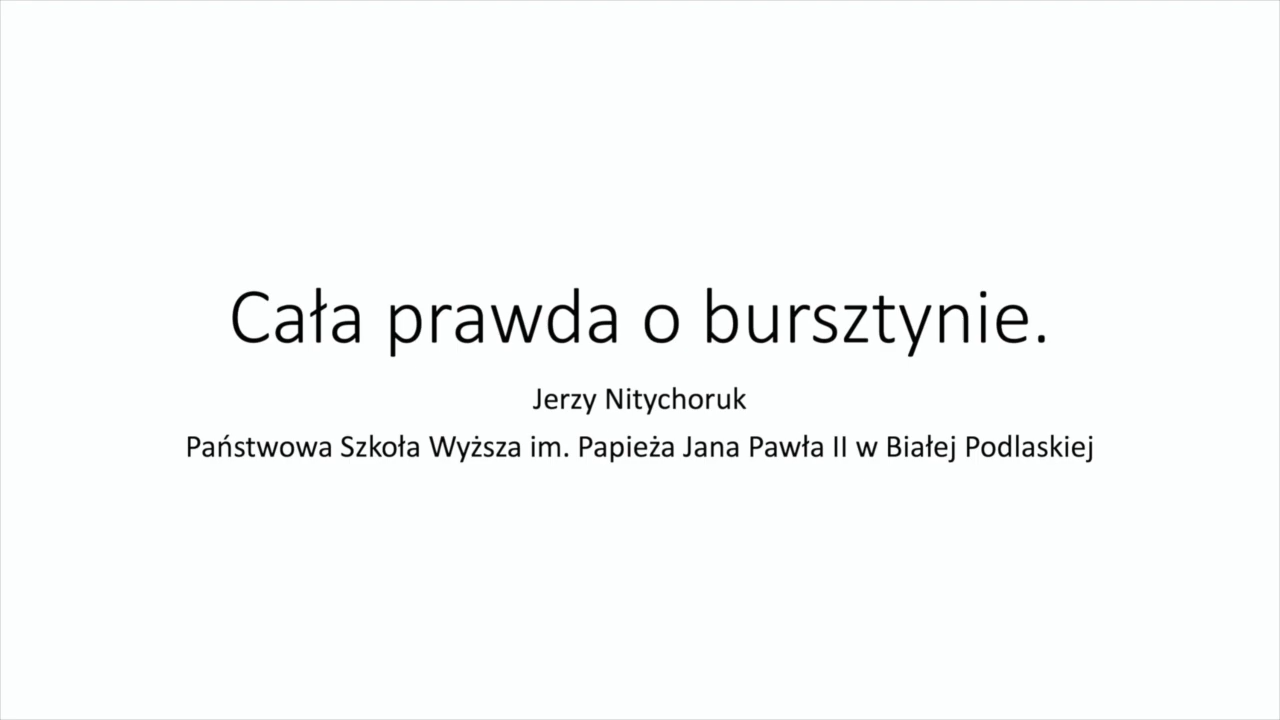 Cała prawda o bursztynie.
Jerzy Nitychoruk
Państwowa Szkoła Wyższa im. Papieża Jana Pawła II w Białej Podlaskiej